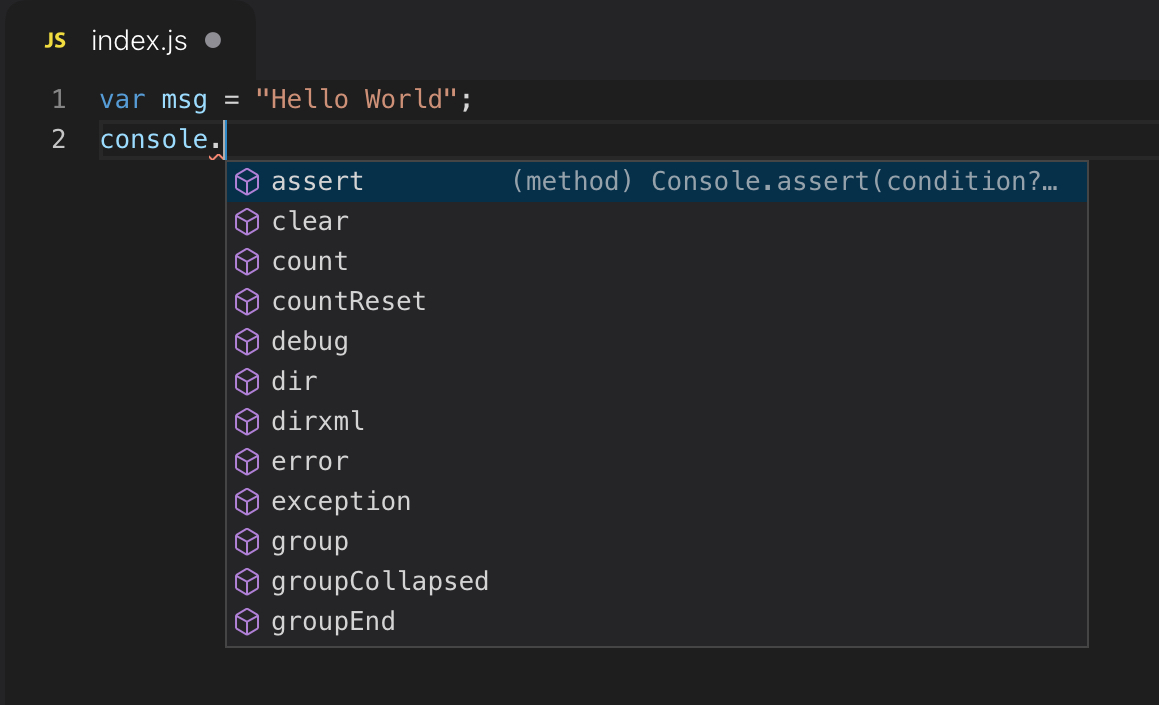 JS index.js
1 var msg = "Hello World";
2 console.
assert (method) Console.assert(condition?…
clear
count
countReset
debug
dir
dirxml
error
exception
group
groupCollapsed
groupEnd